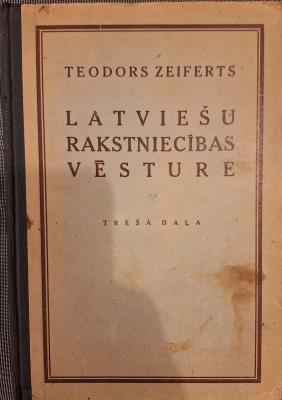 TEODORS ZEIFERTS
LATVIEŠU
RAKSTNIECĪBAS
VĒSTURE
TREŠĀ DAĻA